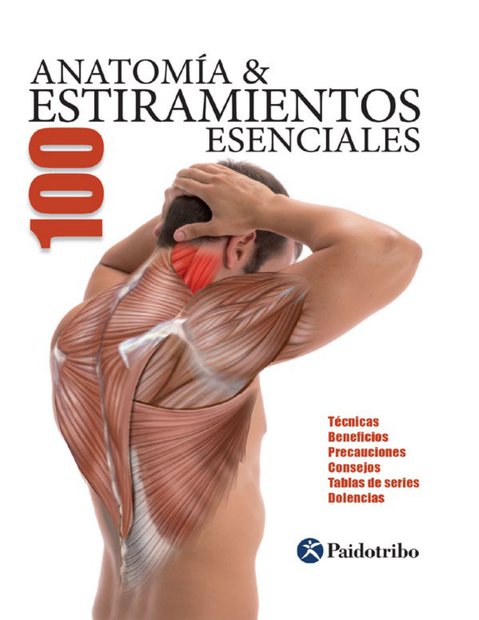 ANATOMÍA &
ESTIRAMIENTOS
ESENCIALES
100
Técnicas
Beneficios
Precauciones
Consejos
Tablas de series
Dolencias
Paidotribo